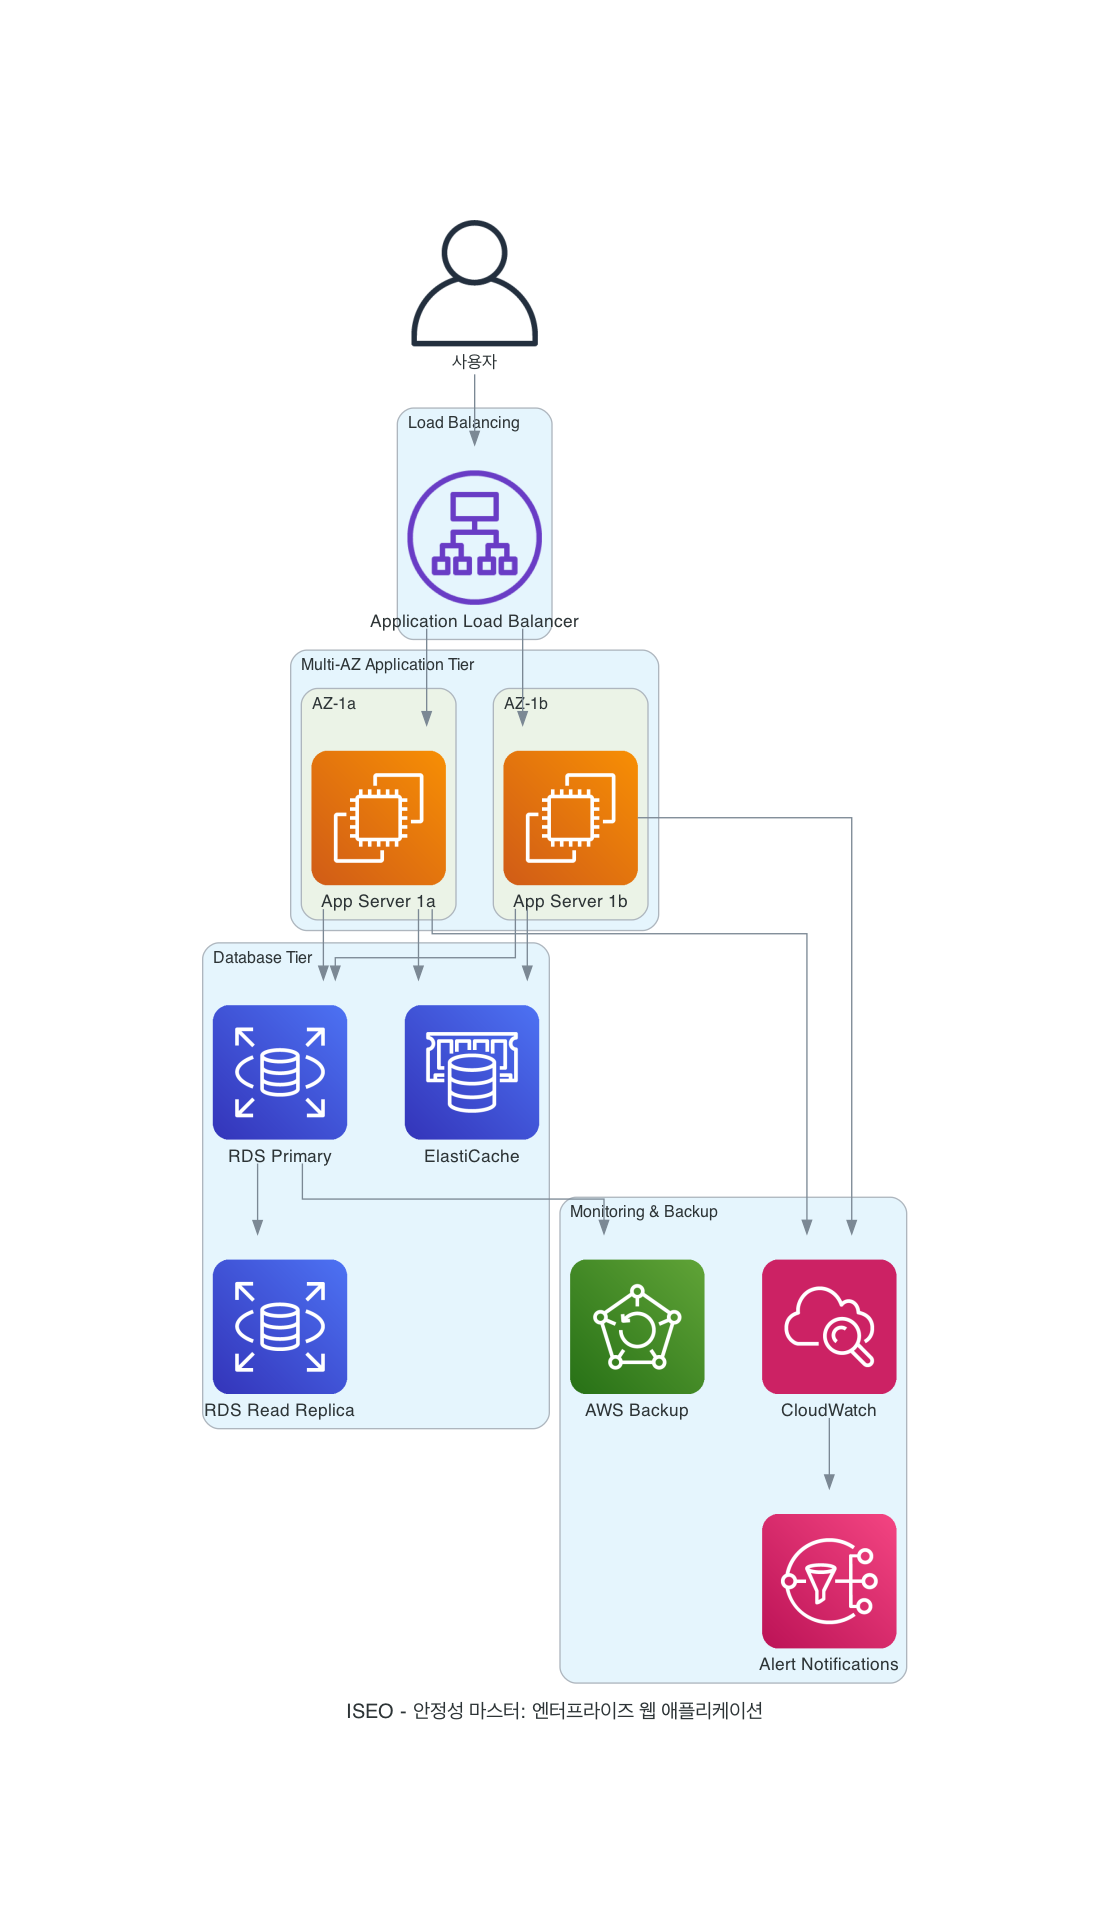 사용자
Load Balancing
Application Load Balancer
Multi-AZ Application Tier
AZ-1a
AZ-1b
App Server 1a
App Server 1b
Database Tier
RDS Primary
ElastiCache
Monitoring & Backup
RDS Read Replica
AWS Backup
CloudWatch
Alert Notifications
ISEO - 안정성 마스터: 엔터프라이즈 웹 애플리케이션